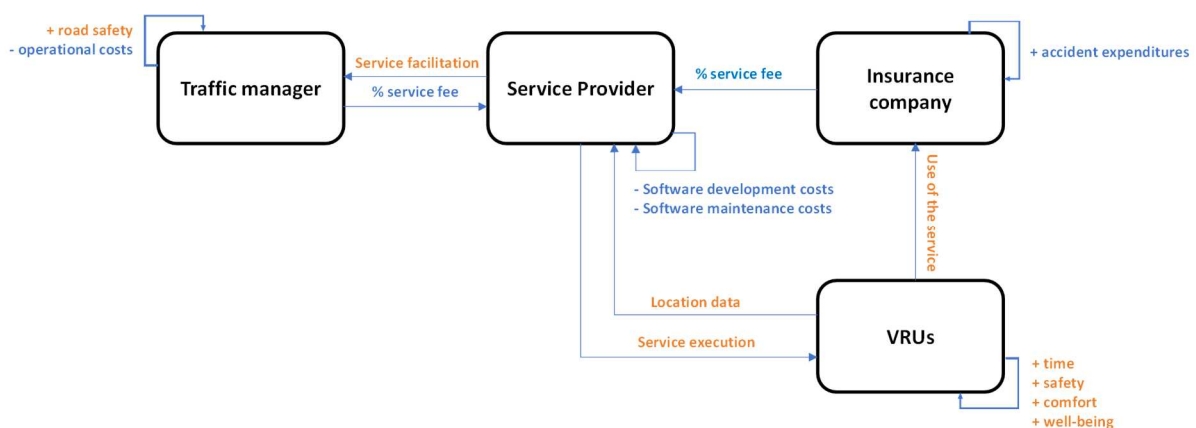 + road safety
- operational costs
Traffic manager
Service facilitation
% service fee
Service Provider
% service fee
Insurance
company
+ accident expenditures
- Software development costs
- Software maintenance costs
Use of the service
Location data
Service execution
VRUs
+ time
+ safety
+ comfort
+ well-being